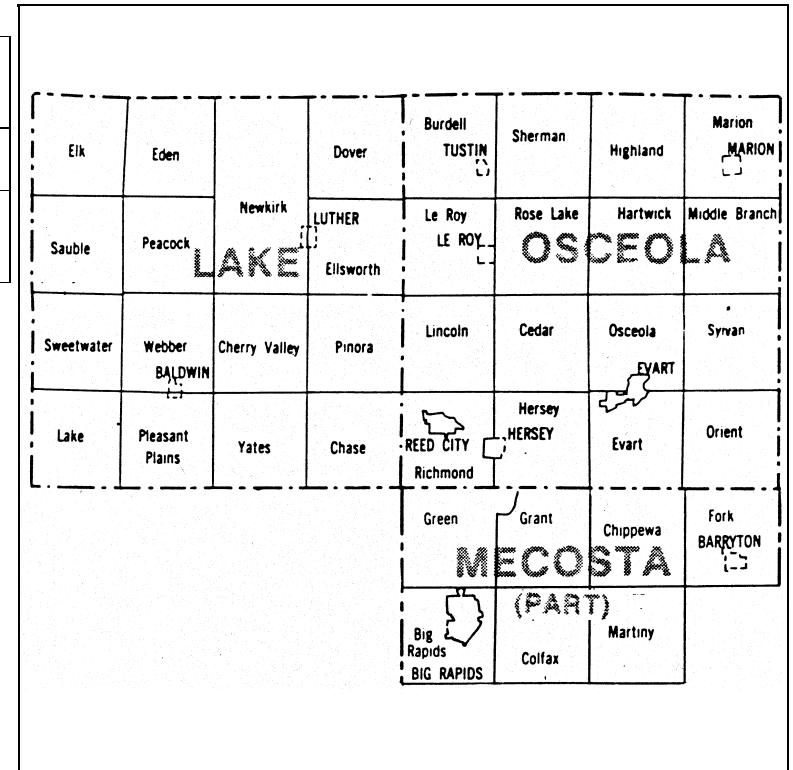 Elk
Eden
Dover
Burdell
TUSTIN
Sherman
Highland
Marion
MARION
Newkirk
LUTHER
Le Roy
LE ROY
Rose Lake
Hartwick
Middle Branch
Sauble
Peacock
LAKE
Ellsworth
OSCEOLA
Sweetwater
Webber
BALDWIN
Cherry Valley
Pinora
Lincoln
Cedar
Osceola
EVART
Sylvan
Lake
Pleasant
Plains
Yates
Chase
REED CITY
Richmond
Hersey
HERSEY
Evart
Orient
Green
Grant
Chippewa
Fork
BARRYTON
MECOSTA
(PART)
Big
Rapids
BIG RAPIDS
Colfax
Martiny